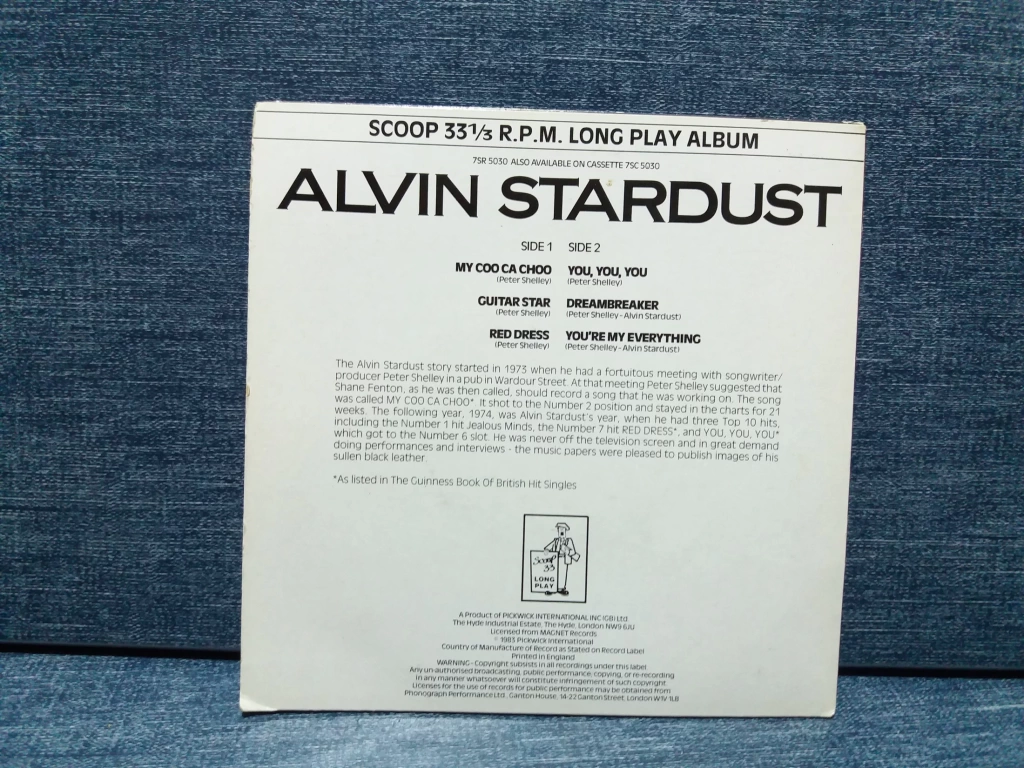 SCOOP 33 1/3 R.P.M. LONG PLAY ALBUM
7SR 5030 ALSO AVAILABLE ON CASSETTE 7SC 5030
ALVIN STARDUST
SIDE 1 SIDE 2
MY COO CA CHOO YOU, YOU, YOU
(Peter Shelley) (Peter Shelley)
GUITAR STAR DREAMBREAKER
(Peter Shelley) (Peter Shelley - Alvin Stardust)
RED DRESS YOU'RE MY EVERYTHING
(Peter Shelley) (Peter Shelley - Alvin Stardust)
The Alvin Stardust story started in 1973 when he had a fortuitous meeting with songwriter/
producer Peter Shelley in a pub in Wardour Street. At that meeting Peter Shelley suggested that
Shane Fenton, as he was then called, should record a song that he was working on. The song
was called MY COO CA CHOO*. It shot to the Number 2 position and stayed in the charts for 21
weeks. The following year, 1974, was Alvin Stardust's year, when he had three Top 10 hits,
including the Number 1 hit Jealous Minds, the Number 7 hit RED DRESS*, and YOU, YOU, YOU*
which got to the Number 6 slot. He was never off the television screen and in great demand
doing performances and interviews - the music papers were pleased to publish images of his
sullen black leather.
*As listed in The Guinness Book Of British Hit Singles
Scoop
33
LONG
PLAY
A Product of PICKWICK INTERNATIONAL INC (GB) Ltd.
The Hyde Industrial Estate, The Hyde, London NW9 6JU
Licensed from MAGNET Records
© 1983 Pickwick International
Country of Manufacture of Record as Stated on Record Label
Printed in England
WARNING - Copyright subsists in all recordings under this label.
Any un-authorised broadcasting, public performance, copying, or re-recording
in any manner whatsoever will constitute infringement of such copyright.
Licenses for the use of records for public performance may be obtained from
Phonograph Performance Ltd., Ganton House, 14-22 Ganton Street, London W1V 1LB